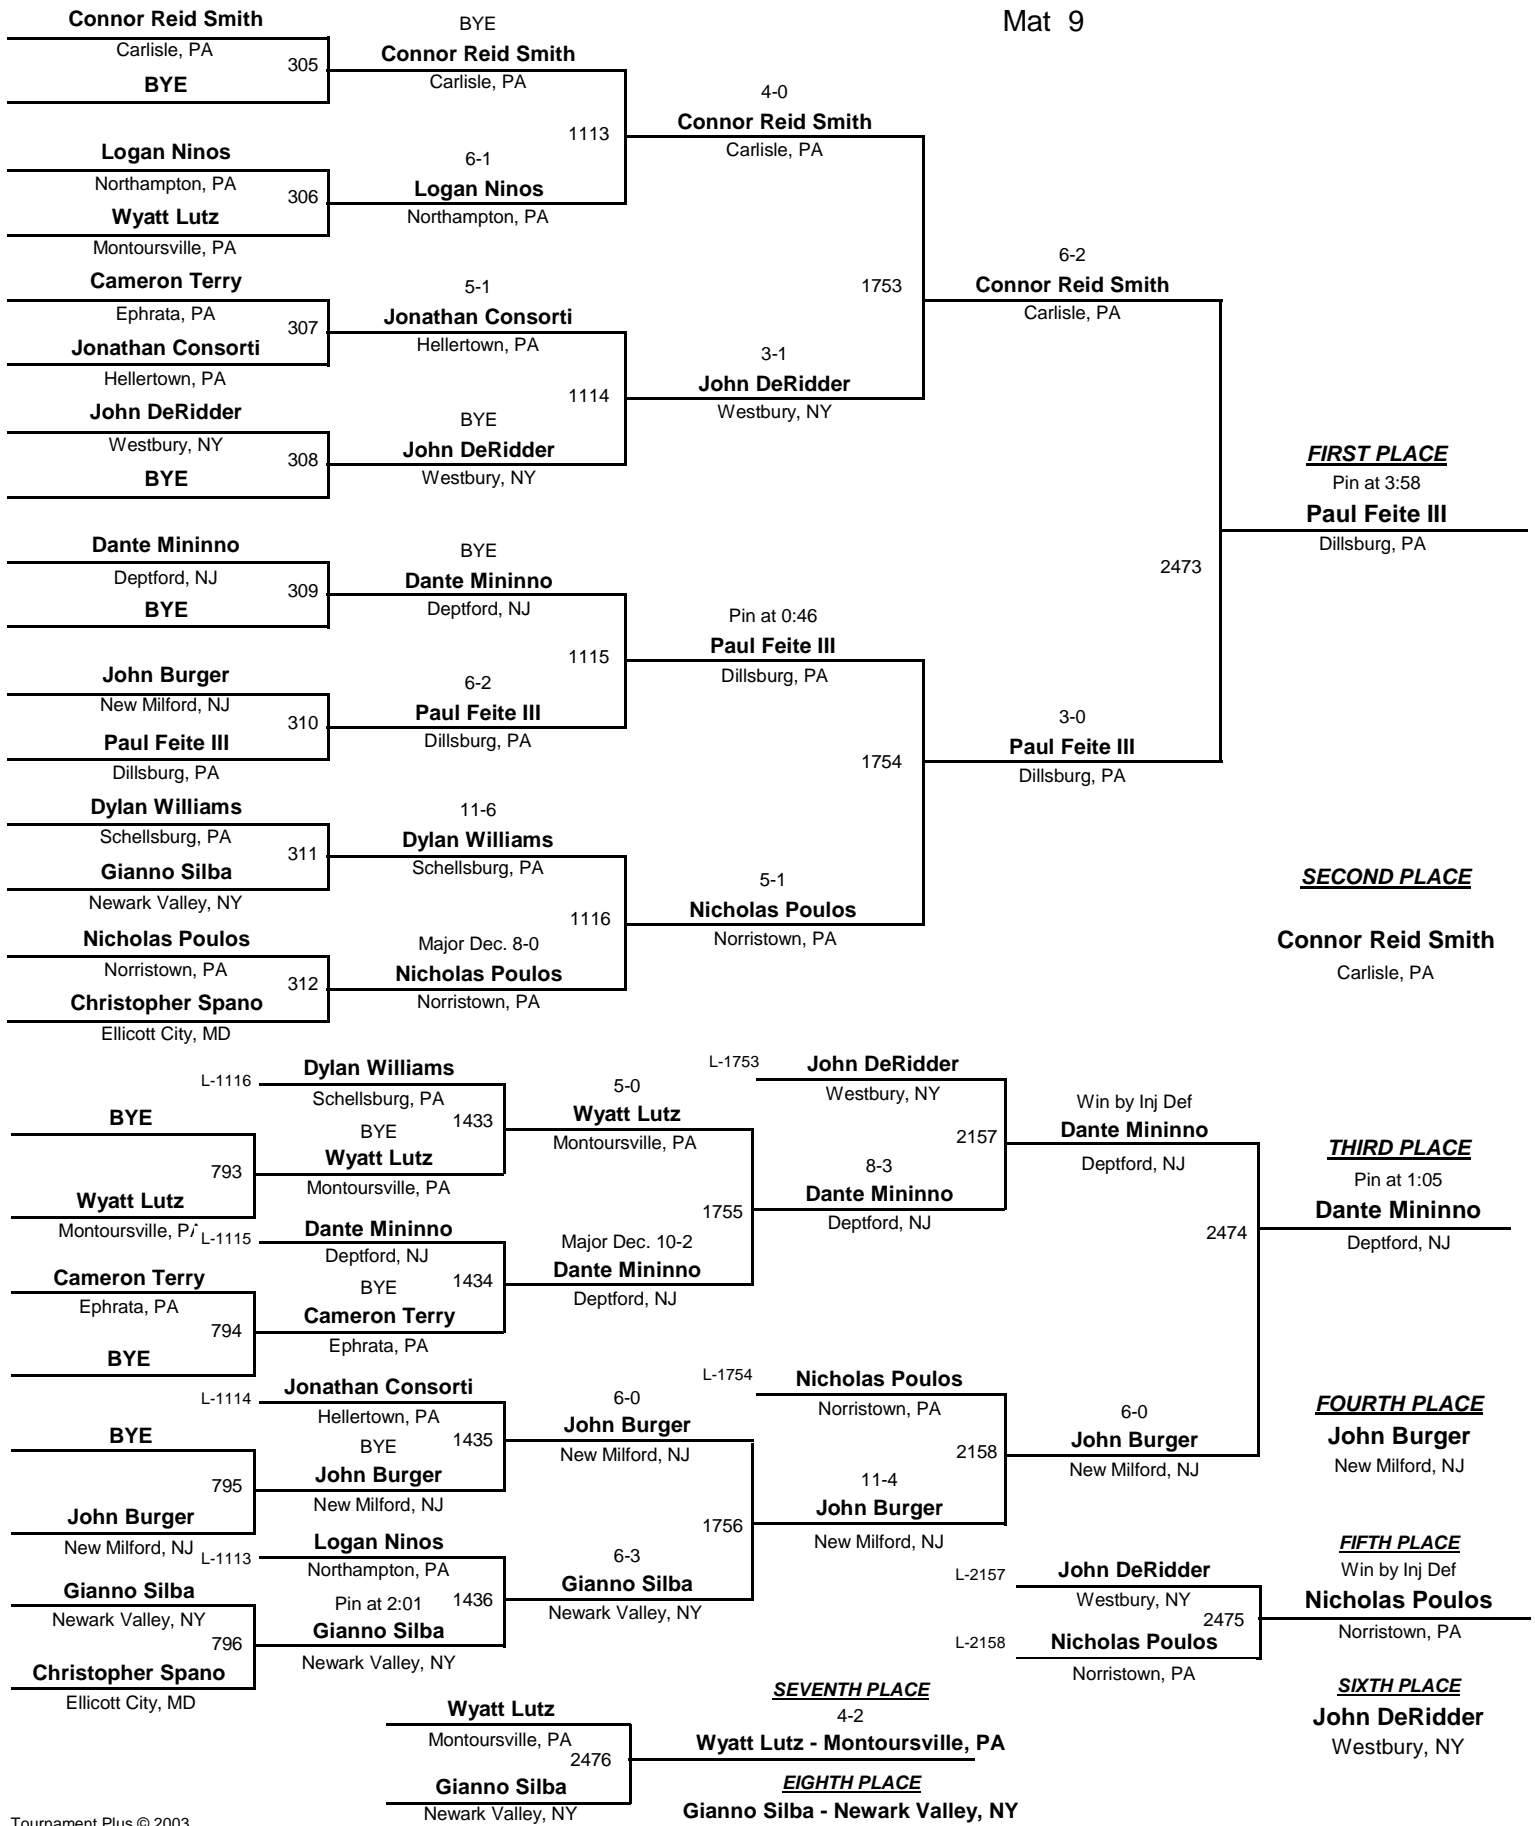 Mat 9
Connor Reid Smith
Carlisle, PA
305
BYE
Logan Ninos
Northampton, PA
306
Wyatt Lutz
Montoursville, PA
Cameron Terry
Ephrata, PA
307
Jonathan Consorti
Hellertown, PA
John DeRidder
Westbury, NY
308
BYE
Dante Mininno
Deptford, NJ
309
BYE
John Burger
New Milford, NJ
310
Paul Feite III
Dillsburg, PA
Dylan Williams
Schellsburg, PA
311
Gianno Silba
Newark Valley, NY
Nicholas Poulos
Norristown, PA
312
Christopher Spano
Ellicott City, MD
BYE
Connor Reid Smith
Carlisle, PA
1113
6-1
Logan Ninos
Northampton, PA
5-1
Jonathan Consorti
Hellertown, PA
1114
BYE
John DeRidder
Westbury, NY
BYE
Dante Mininno
Deptford, NJ
1115
6-2
Paul Feite III
Dillsburg, PA
11-6
Dylan Williams
Schellsburg, PA
1116
Major Dec. 8-0
Nicholas Poulos
Norristown, PA
4-0
Connor Reid Smith
Carlisle, PA
1753
3-1
John DeRidder
Westbury, NY
Pin at 0:46
Paul Feite III
Dillsburg, PA
1754
5-1
Nicholas Poulos
Norristown, PA
6-2
Connor Reid Smith
Carlisle, PA
2473
3-0
Paul Feite III
Dillsburg, PA
FIRST PLACE
Pin at 3:58
Paul Feite III
Dillsburg, PA
SECOND PLACE
Connor Reid Smith
Carlisle, PA
BYE
793
Wyatt Lutz
Montoursville, PA
Cameron Terry
Ephrata, PA
794
BYE
BYE
795
John Burger
New Milford, NJ
Gianno Silba
Newark Valley, NY
796
Christopher Spano
Ellicott City, MD
L-1116
Dylan Williams
Schellsburg, PA
1433
BYE
Wyatt Lutz
Montoursville, PA
L-1115
Dante Mininno
Deptford, NJ
1434
BYE
Cameron Terry
Ephrata, PA
L-1114
Jonathan Consorti
Hellertown, PA
1435
BYE
John Burger
New Milford, NJ
L-1113
Logan Ninos
Northampton, PA
1436
Pin at 2:01
Gianno Silba
Newark Valley, NY
5-0
Wyatt Lutz
Montoursville, PA
1755
Major Dec. 10-2
Dante Mininno
Deptford, NJ
6-0
John Burger
New Milford, NJ
1756
6-3
Gianno Silba
Newark Valley, NY
L-1753
John DeRidder
Westbury, NY
2157
8-3
Dante Mininno
Deptford, NJ
L-1754
Nicholas Poulos
Norristown, PA
2158
11-4
John Burger
New Milford, NJ
Win by Inj Def
Dante Mininno
Deptford, NJ
2474
6-0
John Burger
New Milford, NJ
THIRD PLACE
Pin at 1:05
Dante Mininno
Deptford, NJ
FOURTH PLACE
John Burger
New Milford, NJ
L-2157
John DeRidder
Westbury, NY
2475
L-2158
Nicholas Poulos
Norristown, PA
FIFTH PLACE
Win by Inj Def
Nicholas Poulos
Norristown, PA
SIXTH PLACE
John DeRidder
Westbury, NY
Wyatt Lutz
Montoursville, PA
2476
Gianno Silba
Newark Valley, NY
SEVENTH PLACE
4-2
Wyatt Lutz - Montoursville, PA
EIGHTH PLACE
Gianno Silba - Newark Valley, NY
Tournament Plus © 2003